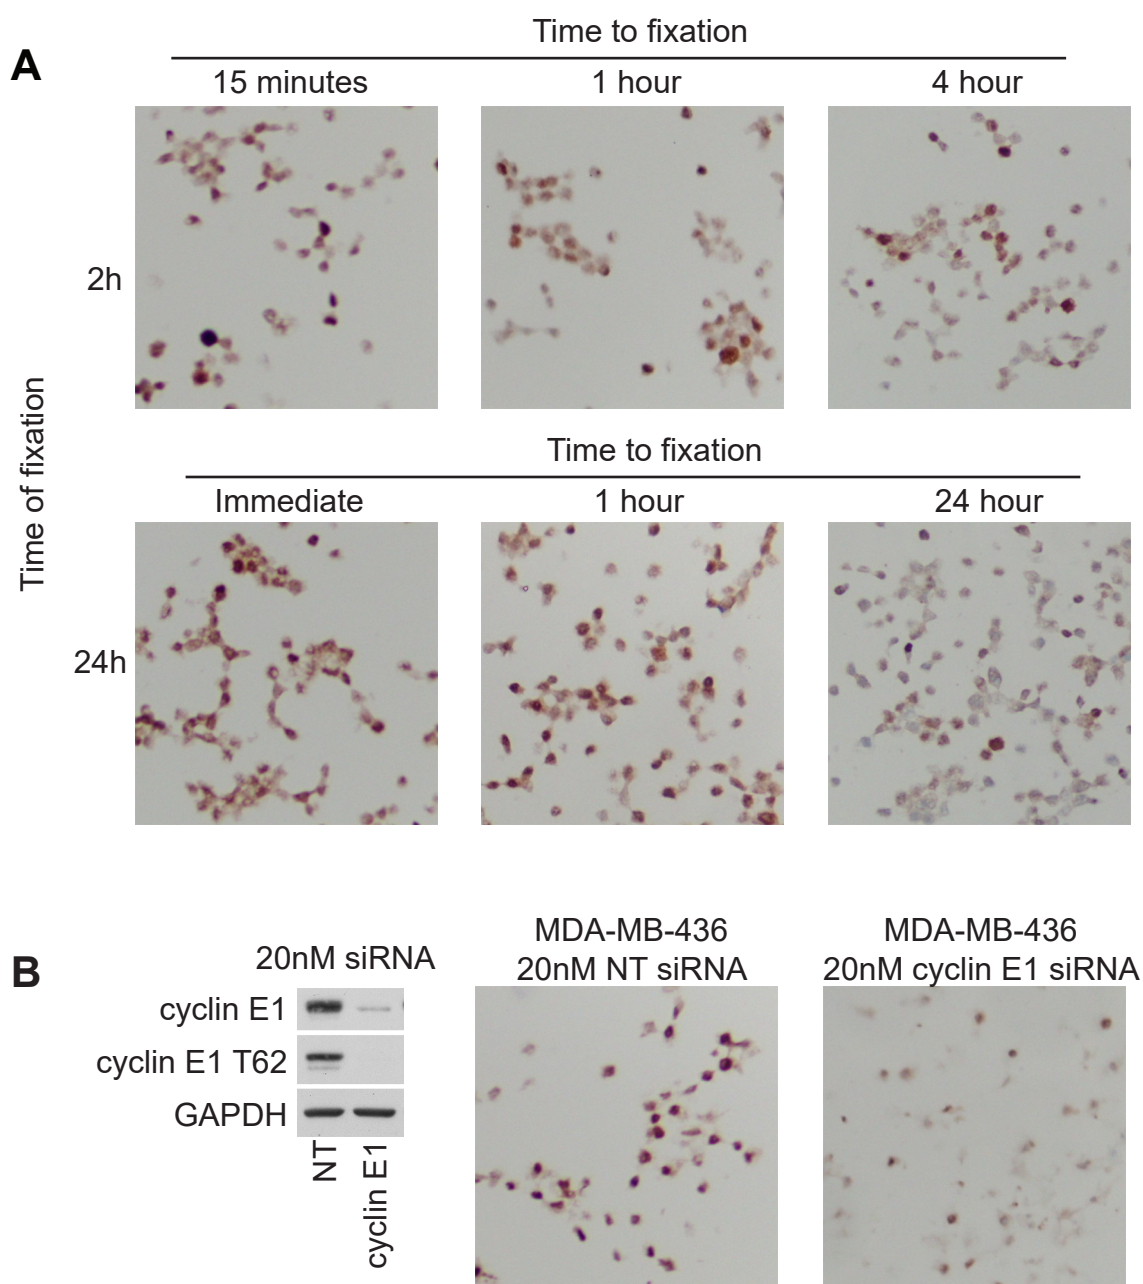 A
Time to fixation
15 minutes
1 hour
4 hour
2h
Time of fixation
Time to fixation
Immediate
1 hour
24 hour
24h
B
20nM siRNA
cyclin E1
cyclin E1 T62
GAPDH
NT
cyclin E1
MDA-MB-436
20nM NT siRNA
MDA-MB-436
20nM cyclin E1 siRNA